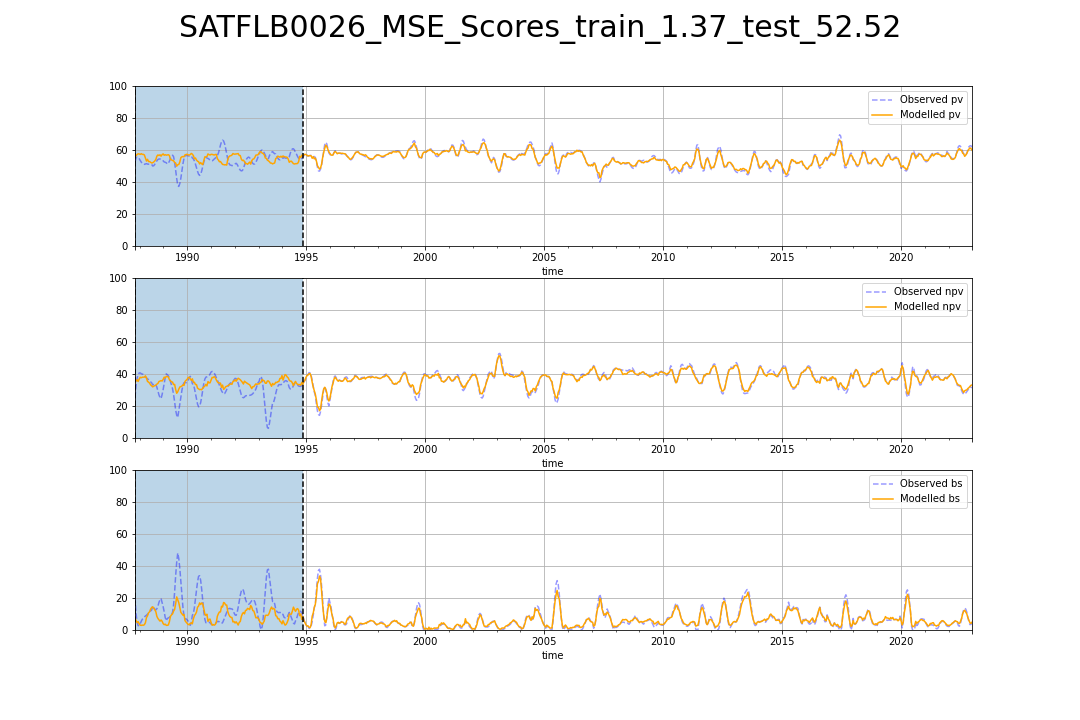 SATFLB0026_MSE_Scores_train_1.37_test_52.52
100
80
60
40
20
0
Observed pv
Modelled pv
1990 1995 2000 2005 2010 2015 2020
time
100
80
60
40
20
0
Observed npv
Modelled npv
1990 1995 2000 2005 2010 2015 2020
time
100
80
60
40
20
0
Observed bs
Modelled bs
1990 1995 2000 2005 2010 2015 2020
time